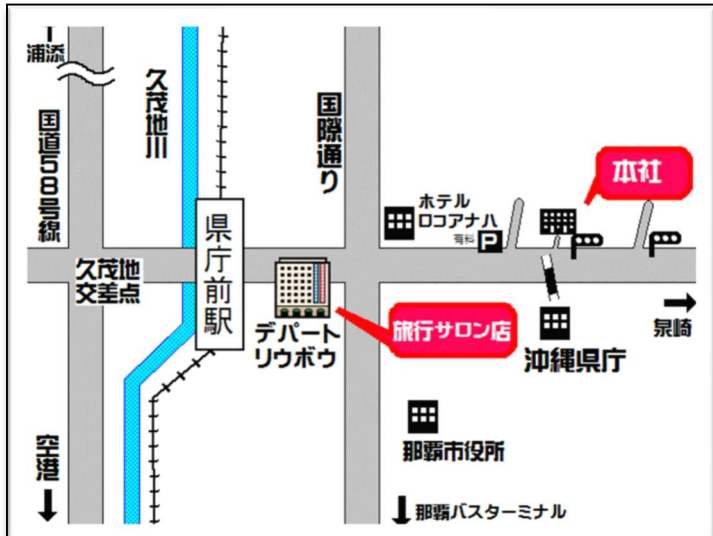 浦添
国道58号線
久茂地川
国際通り
本社
ホテル
ロコアナハ
有料 P
県庁前駅
久茂地
交差点
デパート
リウボウ
旅行サロン店
沖縄県庁
泉崎
那覇市役所
空港
那覇バスターミナル